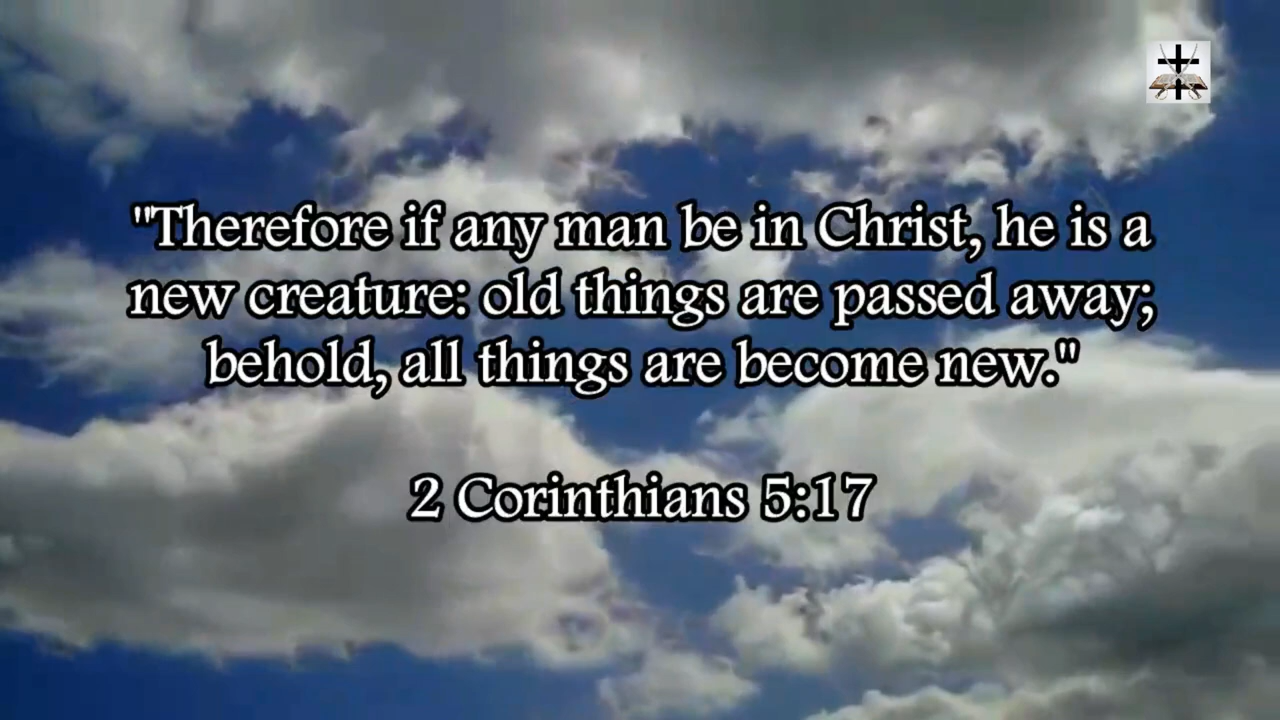 "Therefore if any man be in Christ, he is a
new creature: old things are passed away;
behold, all things are become new."
2 Corinthians 5:17